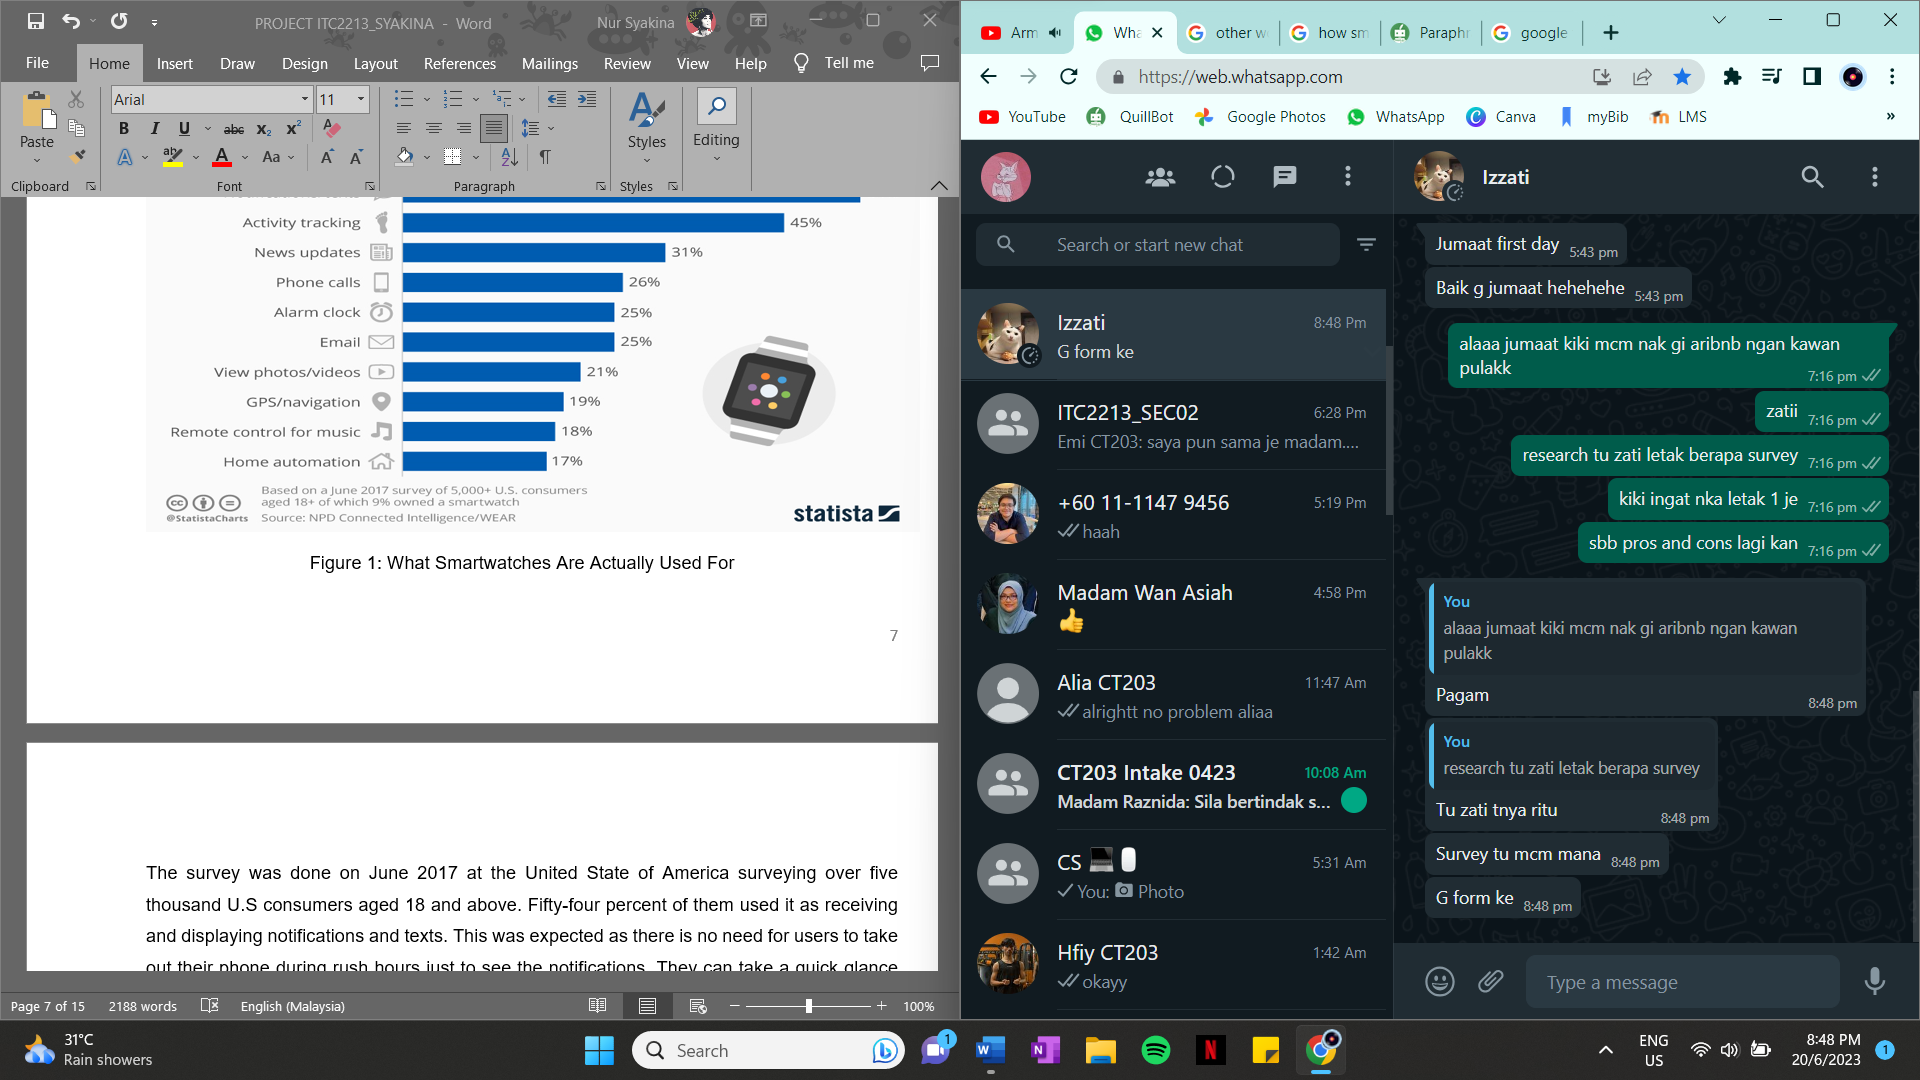 PROJECT ITC2213_SYAKINA - Word
Nur Syakina
File
Home
Insert
Draw
Design
Layout
References
Mailings
Review
View
Help
Tell me
Paste
Clipboard
Arial
11
B I U abc X₂ X²
A A Aa A A
Font
Paragraph
Styles
Styles
Editing
Activity tracking 45%
News updates 31%
Phone calls 26%
Alarm clock 25%
Email 25%
View photos/videos 21%
GPS/navigation 19%
Remote control for music 18%
Home automation 17%
@StatistaCharts
Based on a June 2017 survey of 5,000+ U.S. consumers
aged 18+ of which 9% owned a smartwatch
Source: NPD Connected Intelligence/WEAR
statista
Figure 1: What Smartwatches Are Actually Used For
7
The survey was done on June 2017 at the United State of America surveying over five
thousand U.S consumers aged 18 and above. Fifty-four percent of them used it as receiving
and displaying notifications and texts. This was expected as there is no need for users to take
out their phone during rush hours just to see the notifications. They can take a quick glance
Page 7 of 15
2188 words
English (Malaysia)
100%
Arm
Wha
other w
how sm
Paraphr
google
https://web.whatsapp.com
YouTube
QuillBot
Google Photos
WhatsApp
Canva
myBib
LMS
»
Search or start new chat
Izzati 8:48 Pm
G form ke
ITC2213_SEC02 6:28 Pm
Emi CT203: saya pun sama je madam....
+60 11-1147 9456 5:19 Pm
haah
Madam Wan Asiah 4:58 Pm
👍
Alia CT203 11:47 Am
alrightt no problem aliaa
CT203 Intake 0423 10:08 Am
Madam Raznida: Sila bertindak s...
CS 💻🖱️ 5:31 Am
You: Photo
Hfiy CT203 1:42 Am
okayy
Izzati
Jumaat first day 5:43 pm
Baik g jumaat hehehehe 5:43 pm
alaaa jumaat kiki mcm nak gi aribnb ngan kawan
pulakk 7:16 pm
zatii 7:16 pm
research tu zati letak berapa survey 7:16 pm
kiki ingat nka letak 1 je 7:16 pm
sbb pros and cons lagi kan 7:16 pm
You
alaaa jumaat kiki mcm nak gi aribnb ngan kawan
pulakk
Pagam 8:48 pm
You
research tu zati letak berapa survey
Tu zati tnya ritu 8:48 pm
Survey tu mcm mana 8:48 pm
G form ke 8:48 pm
Type a message
31°C
Rain showers
Search
1
ENG
US
8:48 PM
20/6/2023
1